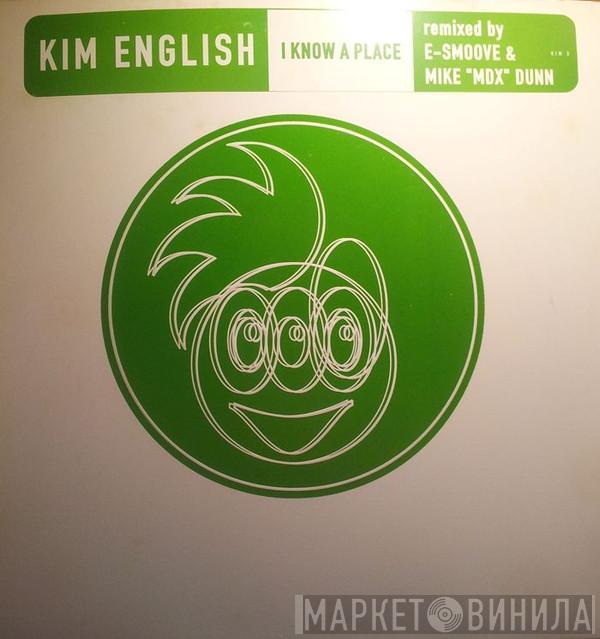 KIM ENGLISH
I KNOW A PLACE
remixed by
E-SMOOVE &
MIKE "MDX" DUNN
KIM 3
МАРКЕТ ВИНИЛА